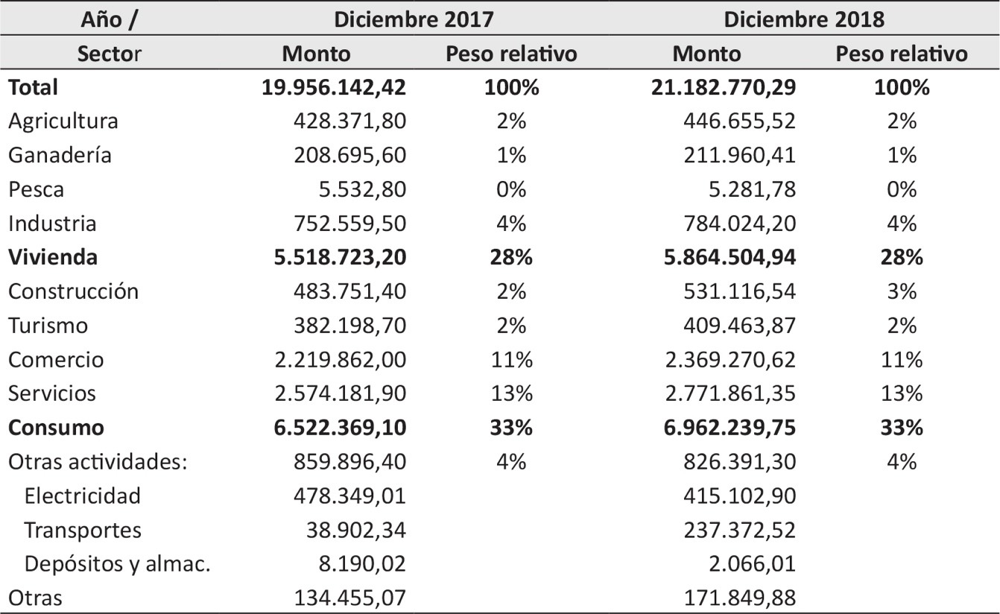 Año / Diciembre 2017 Diciembre 2018
Sector Monto Peso relativo Monto Peso relativo
Total 19.956.142,42 100% 21.182.770,29 100%
Agricultura 428.371,80 2% 446.655,52 2%
Ganadería 208.695,60 1% 211.960,41 1%
Pesca 5.532,80 0% 5.281,78 0%
Industria 752.559,50 4% 784.024,20 4%
Vivienda 5.518.723,20 28% 5.864.504,94 28%
Construcción 483.751,40 2% 531.116,54 3%
Turismo 382.198,70 2% 409.463,87 2%
Comercio 2.219.862,00 11% 2.369.270,62 11%
Servicios 2.574.181,90 13% 2.771.861,35 13%
Consumo 6.522.369,10 33% 6.962.239,75 33%
Otras actividades: 859.896,40 4% 826.391,30 4%
Electricidad 478.349,01 415.102,90
Transportes 38.902,34 237.372,52
Depósitos y almac. 8.190,02 2.066,01
Otras 134.455,07 171.849,88